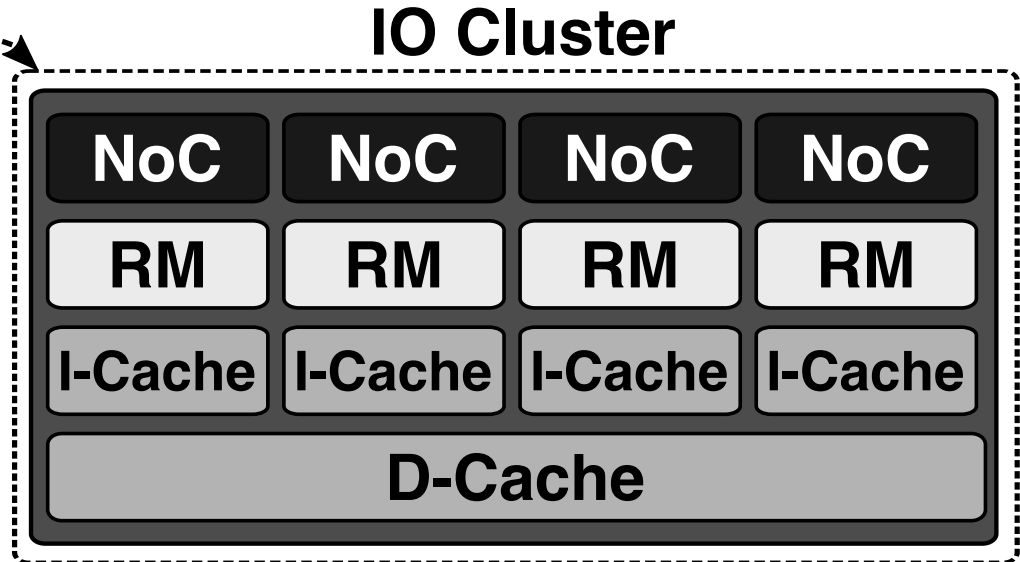 IO Cluster
NoC NoC NoC NoC
RM RM RM RM
I-Cache I-Cache I-Cache I-Cache
D-Cache